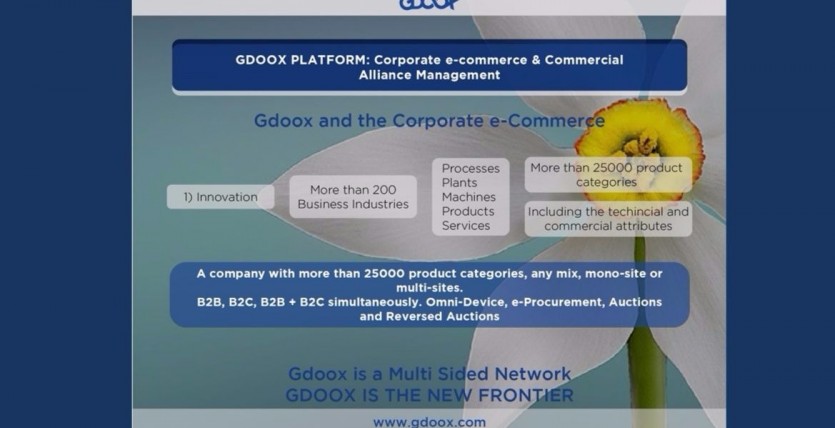 GDOOX
GDOOX PLATFORM: Corporate e-commerce & Commercial
Alliance Management
Gdoox and the Corporate e-Commerce
1) Innovation
More than 200
Business Industries
Processes
Plants
Machines
Products
Services
More than 25000 product
categories
Including the techincial and
commercial attributes
A company with more than 25000 product categories, any mix, mono-site or
multi-sites.
B2B, B2C, B2B + B2C simultaneously. Omni-Device, e-Procurement, Auctions
and Reversed Auctions
Gdoox is a Multi Sided Network
GDOOX IS THE NEW FRONTIER
www.gdoox.com